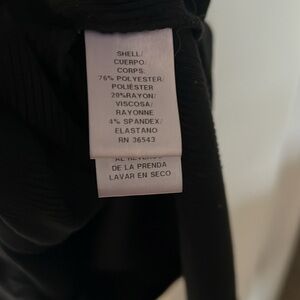 SHELL/
CUERPO/
CORPS:
76% POLYESTER/
POLIÉSTER
20%RAYON/
VISCOSA/
RAYONNE
4% SPANDEX/
ELASTANO
RN 36543
AL REVERSO
DE LA PRENDA
LAVAR EN SECO